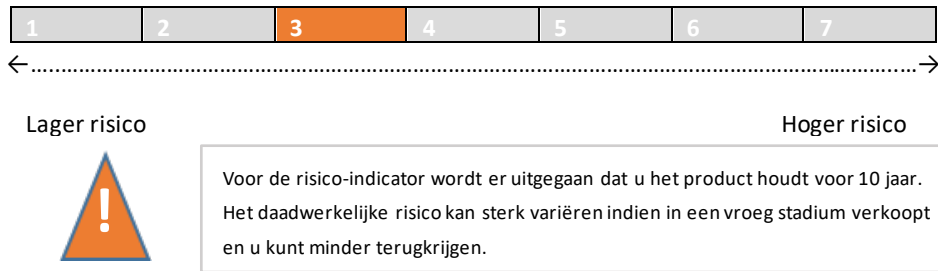 1 2 3 4 5 6 7
←……………………………………………………………………………………………………→
Lager risico Hoger risico
!
Voor de risico-indicator wordt er uitgegaan dat u het product houdt voor 10 jaar.
Het daadwerkelijke risico kan sterk variëren indien in een vroeg stadium verkoopt
en u kunt minder terugkrijgen.